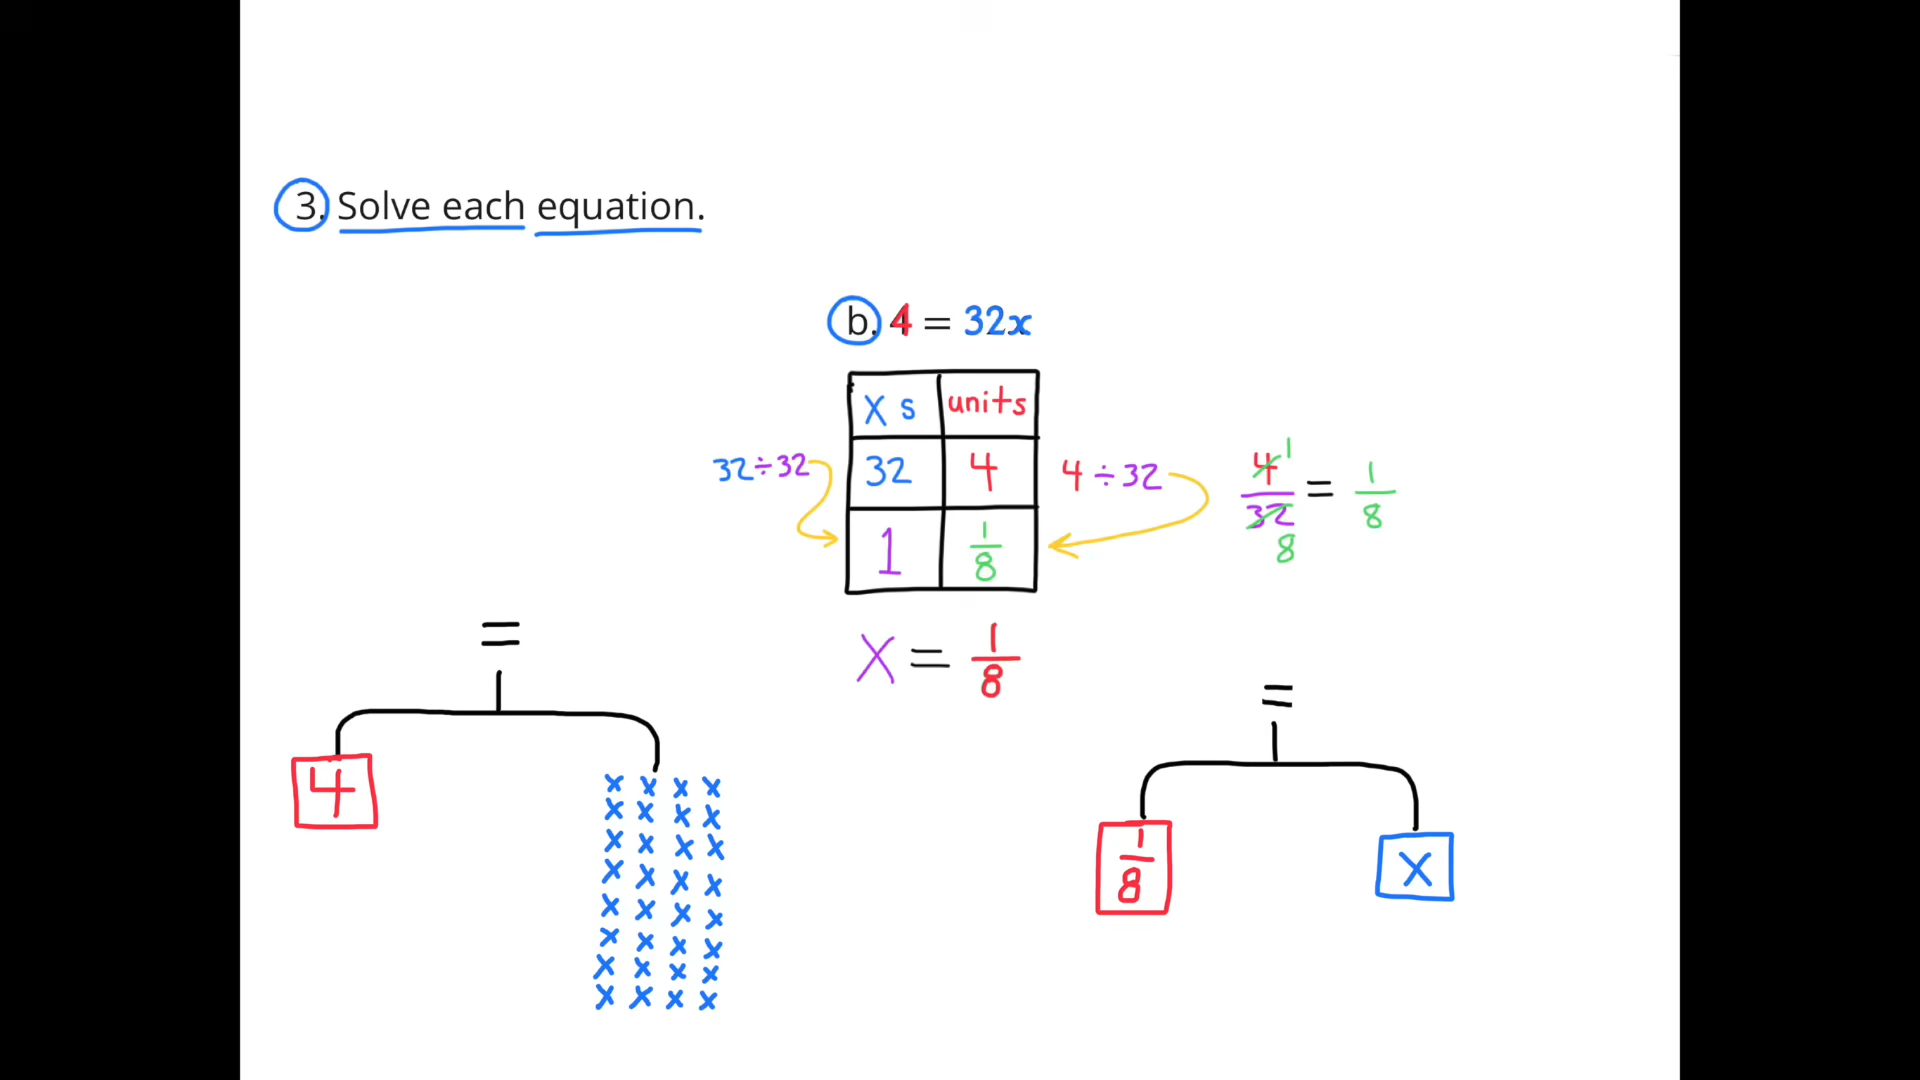 3. Solve each equation.
b. 4 = 32x
x s units
32÷32 32 4 4 ÷32 4/32 1 8 = 1/8
1 1/8
x = 1/8
=
4
x x x x
x x x x
x x x x
x x x x
x x x x
x x x x
x x x x
x x x x
=
1/8 x